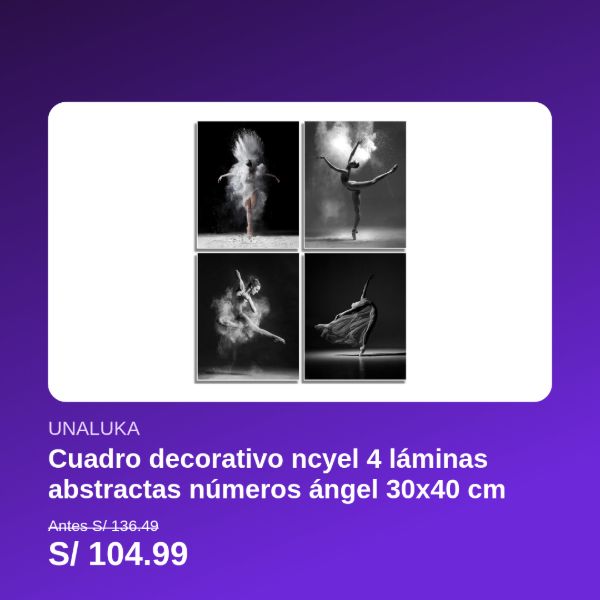 UNALUKA
Cuadro decorativo ncyel 4 láminas
abstractas números ángel 30x40 cm
Antes S/ 136.49
S/ 104.99